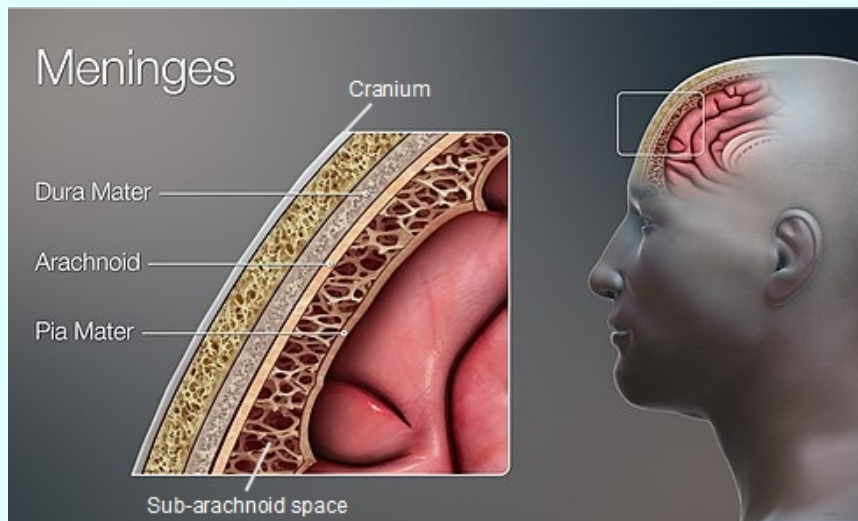 Meninges
Cranium
Dura Mater
Arachnoid
Pia Mater
Sub-arachnoid space